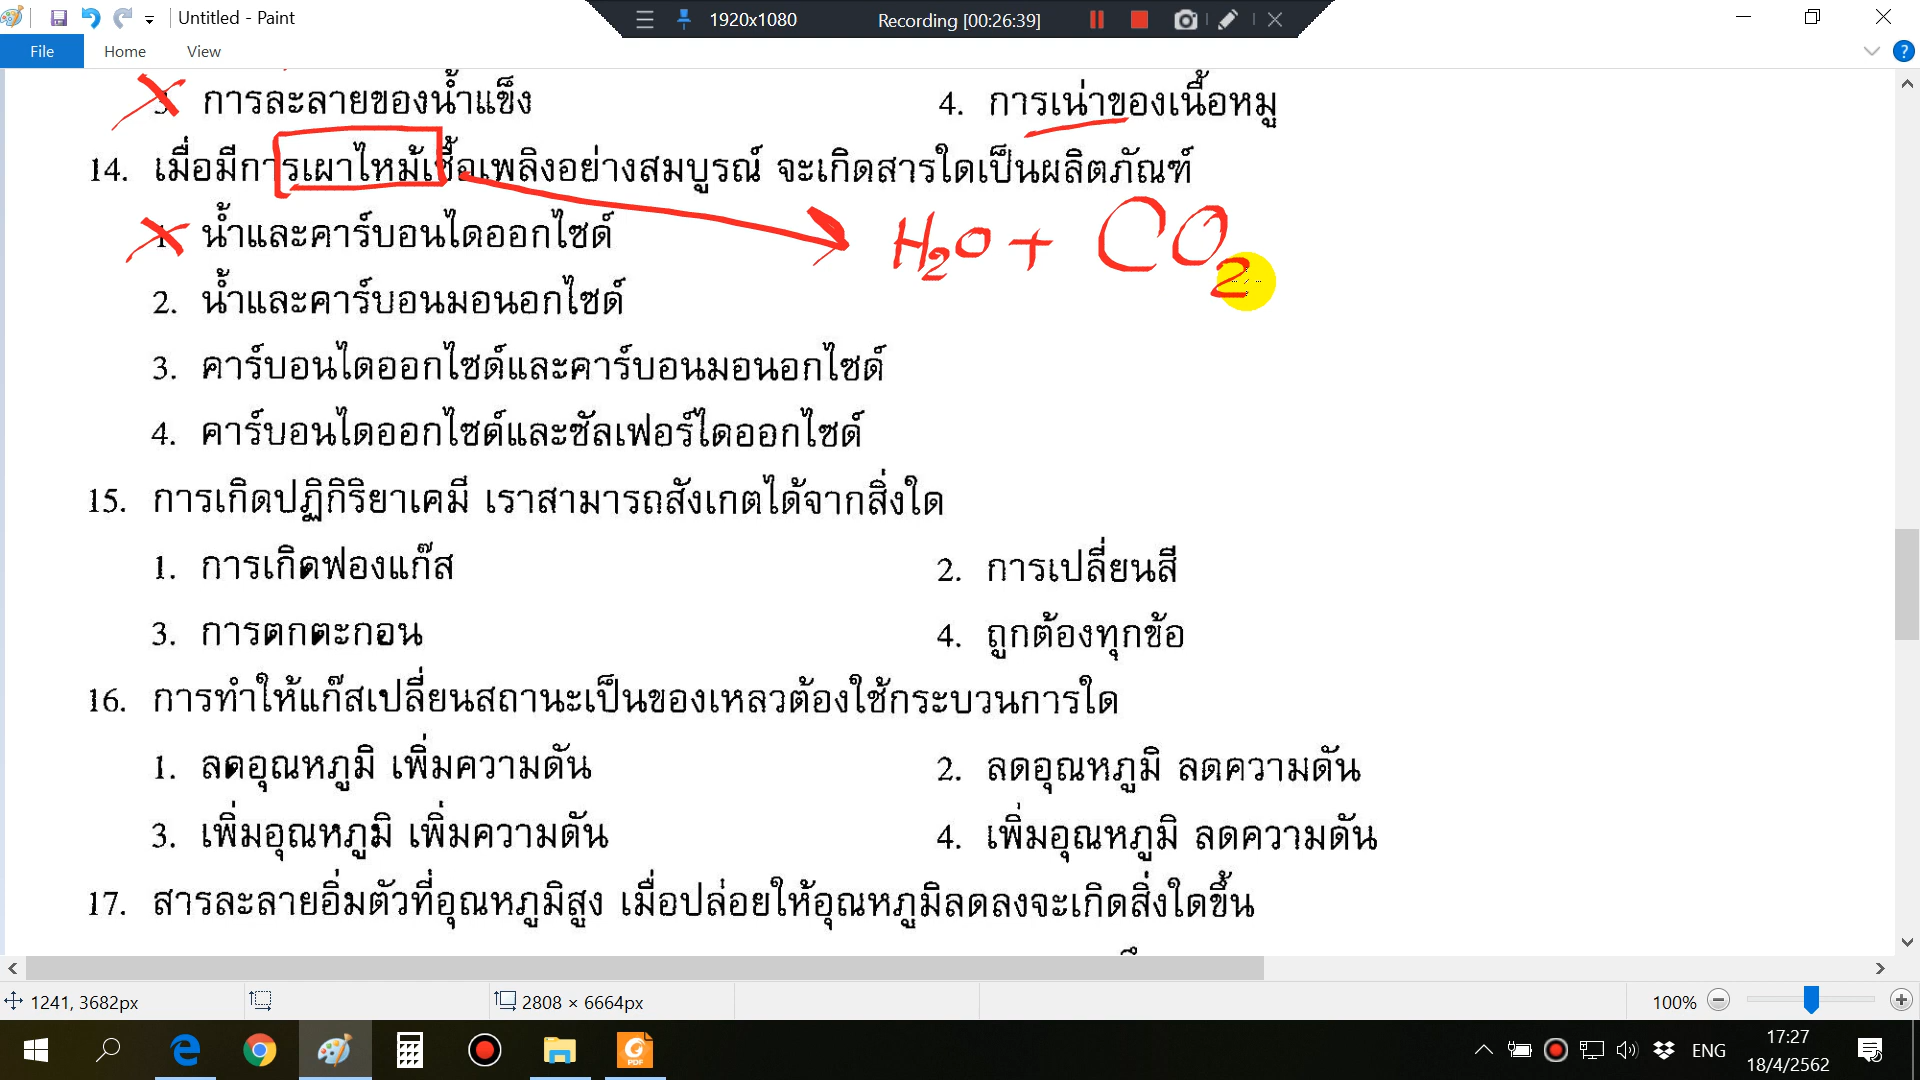 Untitled - Paint
1920x1080
Recording [00:26:39]
File Home View
3. การละลายของน้ำแข็ง 4. การเน่าของเนื้อหมู
14. เมื่อมีการเผาไหม้เชื้อเพลิงอย่างสมบูรณ์ จะเกิดสารใดเป็นผลิตภัณฑ์
1. น้ำและคาร์บอนไดออกไซด์
H2O + CO2
2. น้ำและคาร์บอนมอนอกไซด์
3. คาร์บอนไดออกไซด์และคาร์บอนมอนอกไซด์
4. คาร์บอนไดออกไซด์และซัลเฟอร์ไดออกไซด์
15. การเกิดปฏิกิริยาเคมี เราสามารถสังเกตได้จากสิ่งใด
1. การเกิดฟองแก๊ส 2. การเปลี่ยนสี
3. การตกตะกอน 4. ถูกต้องทุกข้อ
16. การทำให้แก๊สเปลี่ยนสถานะเป็นของเหลวต้องใช้กระบวนการใด
1. ลดอุณหภูมิ เพิ่มความดัน 2. ลดอุณหภูมิ ลดความดัน
3. เพิ่มอุณหภูมิ เพิ่มความดัน 4. เพิ่มอุณหภูมิ ลดความดัน
17. สารละลายอิ่มตัวที่อุณหภูมิสูง เมื่อปล่อยให้อุณหภูมิลดลงจะเกิดสิ่งใดขึ้น
1241, 3682px 2808 × 6664px 100%
PDF
ENG
17:27
18/4/2562